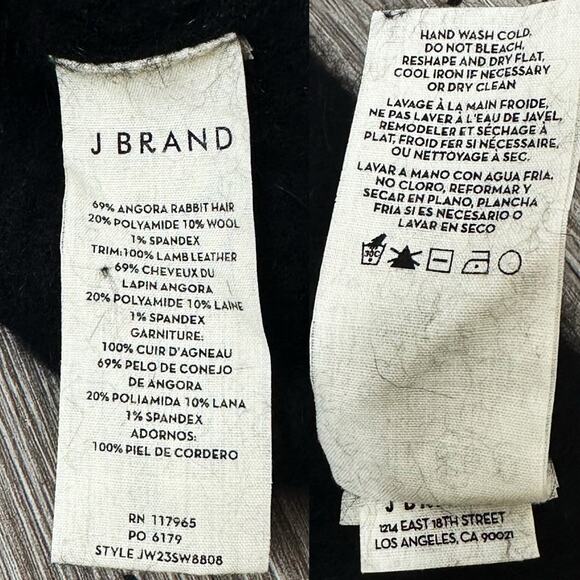 J BRAND
69% ANGORA RABBIT HAIR
20% POLYAMIDE 10% WOOL
1% SPANDEX
TRIM:100% LAMB LEATHER
69% CHEVEUX DU
LAPIN ANGORA
20% POLYAMIDE 10% LAINE
1% SPANDEX
GARNITURE:
100% CUIR D'AGNEAU
69% PELO DE CONEJO
DE ANGORA
20% POLIAMIDA 10% LANA
1% SPANDEX
ADORNOS:
100% PIEL DE CORDERO
RN 117965
PO 6179
STYLE JW23SW8808
HAND WASH COLD,
DO NOT BLEACH,
RESHAPE AND DRY FLAT,
COOL IRON IF NECESSARY
OR DRY CLEAN
LAVAGE À LA MAIN FROIDE,
NE PAS LAVER À L'EAU DE JAVEL,
REMODELER ET SÉCHAGE À
PLAT, FROID FER SI NÉCESSAIRE,
OU NETTOYAGE À SEC.
LAVAR A MANO CON AGUA FRIA.
NO CLORO, REFORMAR Y
SECAR EN PLANO, PLANCHA
FRIA SI ES NECESARIO O
LAVAR EN SECO
30C
J BRAND
1214 EAST 18TH STREET
LOS ANGELES, CA 90021